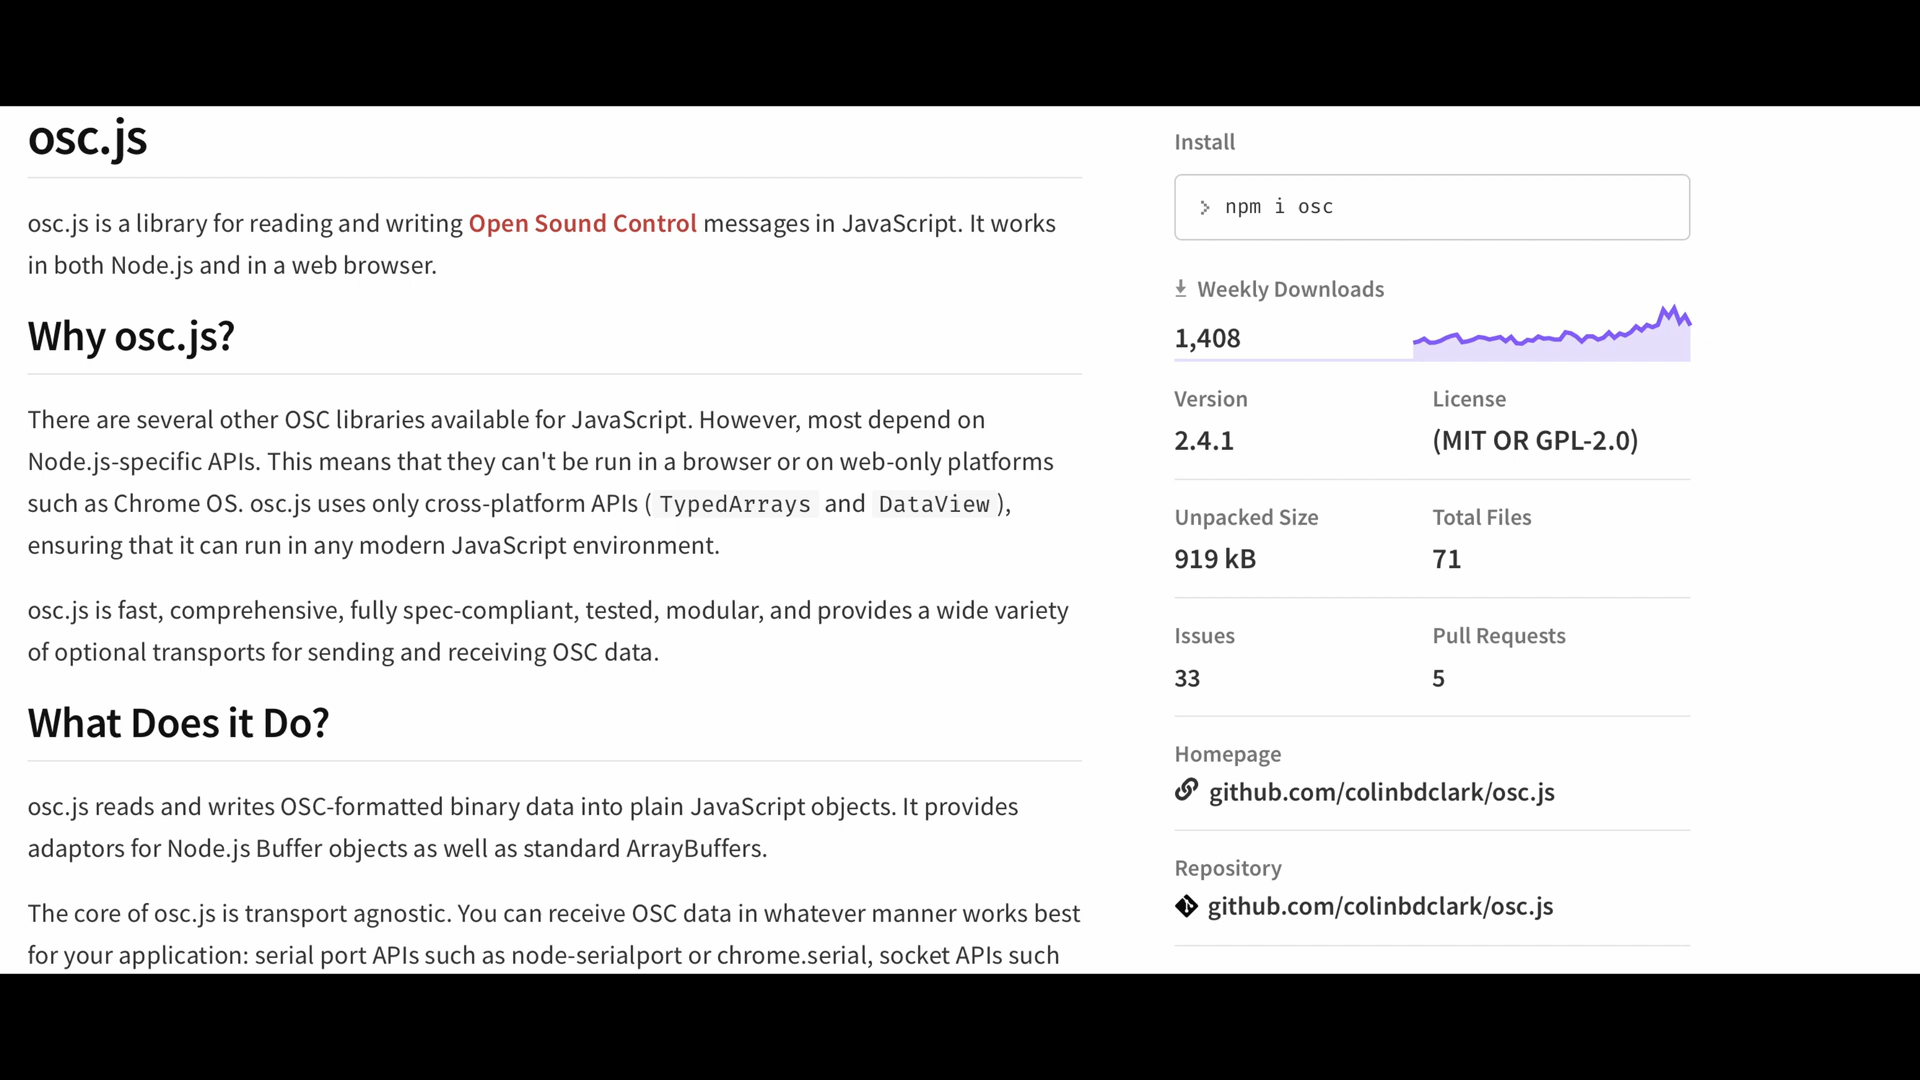 osc.js
osc.js is a library for reading and writing Open Sound Control messages in JavaScript. It works
in both Node.js and in a web browser.
Why osc.js?
There are several other OSC libraries available for JavaScript. However, most depend on
Node.js-specific APIs. This means that they can't be run in a browser or on web-only platforms
such as Chrome OS. osc.js uses only cross-platform APIs ( TypedArrays and DataView ),
ensuring that it can run in any modern JavaScript environment.
osc.js is fast, comprehensive, fully spec-compliant, tested, modular, and provides a wide variety
of optional transports for sending and receiving OSC data.
What Does it Do?
osc.js reads and writes OSC-formatted binary data into plain JavaScript objects. It provides
adaptors for Node.js Buffer objects as well as standard ArrayBuffers.
The core of osc.js is transport agnostic. You can receive OSC data in whatever manner works best
for your application: serial port APIs such as node-serialport or chrome.serial, socket APIs such
Install
> npm i osc
Weekly Downloads
1,408
Version License
2.4.1 (MIT OR GPL-2.0)
Unpacked Size Total Files
919 kB 71
Issues Pull Requests
33 5
Homepage
github.com/colinbdclark/osc.js
Repository
github.com/colinbdclark/osc.js